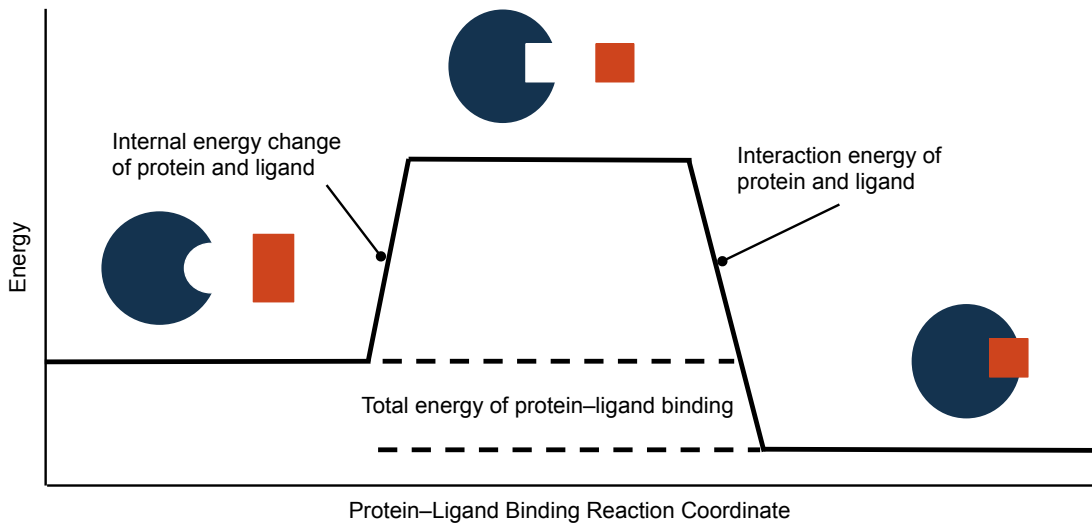 Internal energy change
of protein and ligand
Interaction energy of
protein and ligand
Energy
Total energy of protein–ligand binding
Protein–Ligand Binding Reaction Coordinate